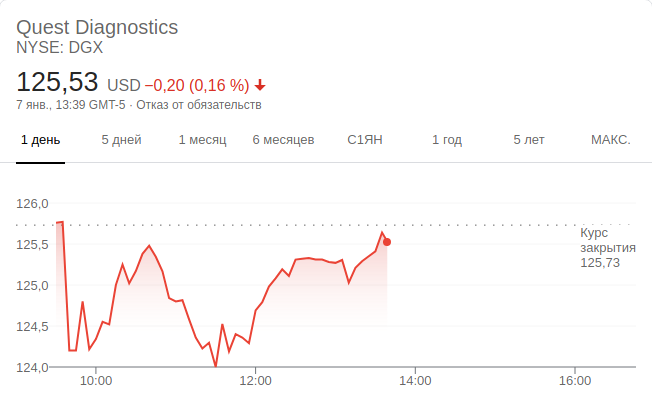 Quest Diagnostics
NYSE: DGX
125,53 USD −0,20 (0,16 %)
7 янв., 13:39 GMT-5 · Отказ от обязательств
1 день 5 дней 1 месяц 6 месяцев С1ЯН 1 год 5 лет МАКС.
126,0
Курс
закрытия
125,73
125,5
125,0
124,5
124,0
10:00 12:00 14:00 16:00